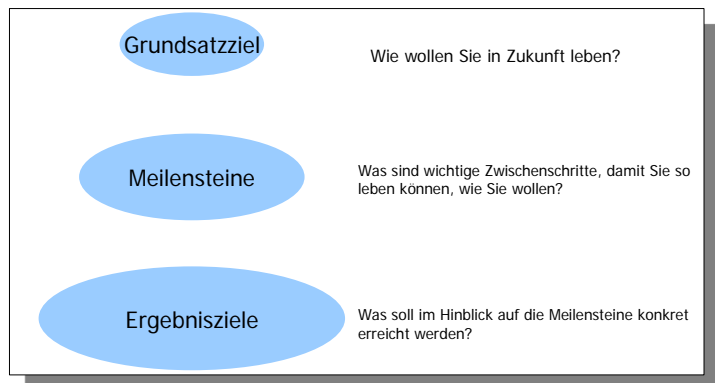 Grundsatzziel
Wie wollen Sie in Zukunft leben?
Meilensteine
Was sind wichtige Zwischenschritte, damit Sie so
leben können, wie Sie wollen?
Ergebnisziele
Was soll im Hinblick auf die Meilensteine konkret
erreicht werden?